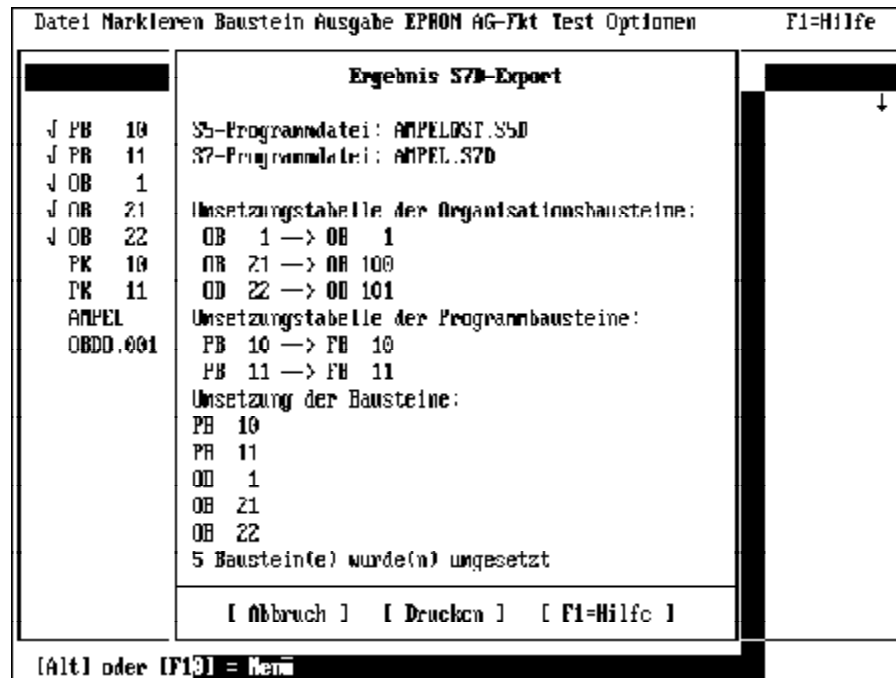 Datei Markieren Baustein Ausgabe EPROM AG-Fkt Test Optionen F1=Hilfe
Ergebnis S7D-Export
√ PB 10
√ PB 11
√ OB 1
√ OB 21
√ OB 22
PK 10
PK 11
AMPEL
OBDD.001
S5-Programmdatei: AMPEL@ST.S5D
S7-Programmdatei: AMPEL.S7D
Umsetzungstabelle der Organisationsbausteine:
OB 1 —> OB 1
OB 21 —> OB 100
OB 22 —> OB 101
Umsetzungstabelle der Programmbausteine:
PB 10 —> FB 10
PB 11 —> FB 11
Umsetzung der Bausteine:
PB 10
PB 11
OB 1
OB 21
OB 22
5 Baustein(e) wurde(n) umgesetzt
[ Abbruch ] [ Drucken ] [ F1=Hilfe ]
[Alt] oder [F10] = Menü